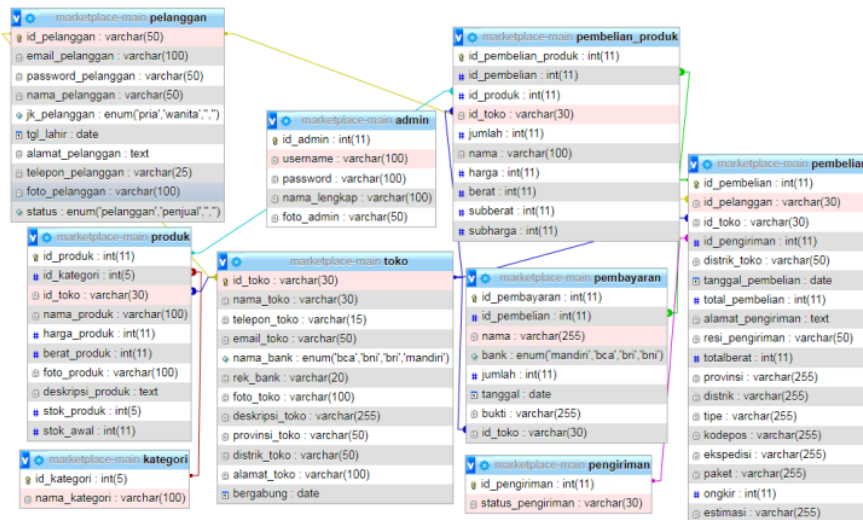 marketplace-main pelanggan
id_pelanggan : varchar(50)
email_pelanggan : varchar(100)
password_pelanggan : varchar(50)
nama_pelanggan : varchar(50)
jk_pelanggan : enum('pria','wanita','','')
tgl_lahir : date
alamat_pelanggan : text
telepon_pelanggan : varchar(25)
foto_pelanggan : varchar(100)
status : enum('pelanggan','penjual','','')
marketplace-main admin
id_admin : int(11)
username : varchar(100)
password : varchar(100)
nama_lengkap : varchar(100)
foto_admin : varchar(50)
marketplace-main pembelian_produk
id_pembelian_produk : int(11)
id_pembelian : int(11)
id_produk : int(11)
id_toko : varchar(30)
jumlah : int(11)
nama : varchar(100)
harga : int(11)
berat : int(11)
subberat : int(11)
subharga : int(11)
marketplace-main pembelian
id_pembelian : int(11)
id_pelanggan : varchar(30)
id_toko : varchar(30)
id_pengiriman : int(11)
distrik_toko : varchar(50)
tanggal_pembelian : date
total_pembelian : int(11)
alamat_pengiriman : text
resi_pengiriman : varchar(50)
totalberat : int(11)
provinsi : varchar(255)
distrik : varchar(255)
tipe : varchar(255)
kodepos : varchar(255)
ekspedisi : varchar(255)
paket : varchar(255)
ongkir : int(11)
estimasi : varchar(255)
marketplace-main produk
id_produk : int(11)
id_kategori : int(5)
id_toko : varchar(30)
nama_produk : varchar(100)
harga_produk : int(11)
berat_produk : int(11)
foto_produk : varchar(100)
deskripsi_produk : text
stok_produk : int(5)
stok_awal : int(11)
marketplace-main toko
id_toko : varchar(30)
nama_toko : varchar(30)
telepon_toko : varchar(15)
email_toko : varchar(50)
nama_bank : enum('bca','bni','bri','mandiri')
rek_bank : varchar(20)
foto_toko : varchar(100)
deskripsi_toko : varchar(255)
provinsi_toko : varchar(50)
distrik_toko : varchar(50)
alamat_toko : varchar(100)
bergabung : date
marketplace-main pembayaran
id_pembayaran : int(11)
id_pembelian : int(11)
nama : varchar(255)
bank : enum('mandiri','bca','bri','bni')
jumlah : int(11)
tanggal : date
bukti : varchar(255)
id_toko : varchar(30)
marketplace-main kategori
id_kategori : int(5)
nama_kategori : varchar(100)
marketplace-main pengiriman
id_pengiriman : int(11)
status_pengiriman : varchar(30)